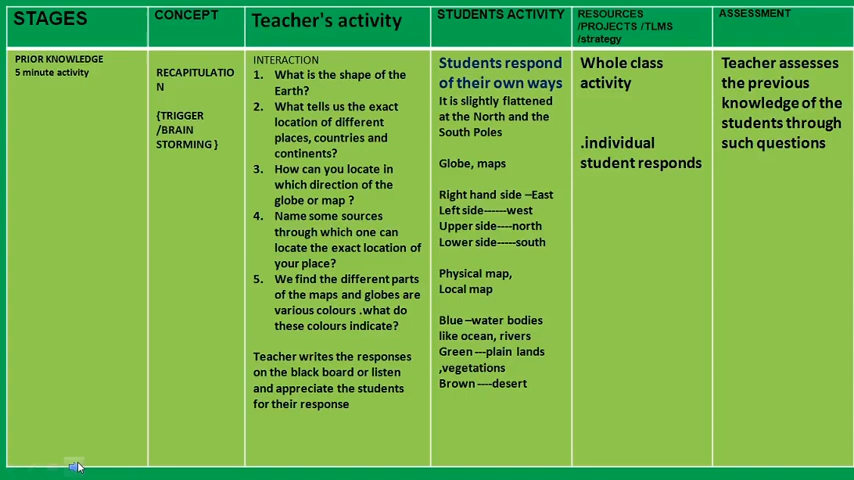 STAGES
CONCEPT
Teacher's activity
STUDENTS ACTIVITY
RESOURCES
/PROJECTS /TLMS
/strategy
ASSESSMENT
PRIOR KNOWLEDGE
5 minute activity
RECAPITULATIO
N
{TRIGGER
/BRAIN
STORMING }
INTERACTION
1. What is the shape of the
Earth?
2. What tells us the exact
location of different
places, countries and
continents?
3. How can you locate in
which direction of the
globe or map ?
4. Name some sources
through which one can
locate the exact location of
your place?
5. We find the different parts
of the maps and globes are
various colours .what do
these colours indicate?
Teacher writes the responses
on the black board or listen
and appreciate the students
for their response
Students respond
of their own ways
It is slightly flattened
at the North and the
South Poles
Globe, maps
Right hand side –East
Left side------west
Upper side----north
Lower side-----south
Physical map,
Local map
Blue –water bodies
like ocean, rivers
Green ---plain lands
,vegetations
Brown ----desert
Whole class
activity
.individual
student responds
Teacher assesses
the previous
knowledge of the
students through
such questions